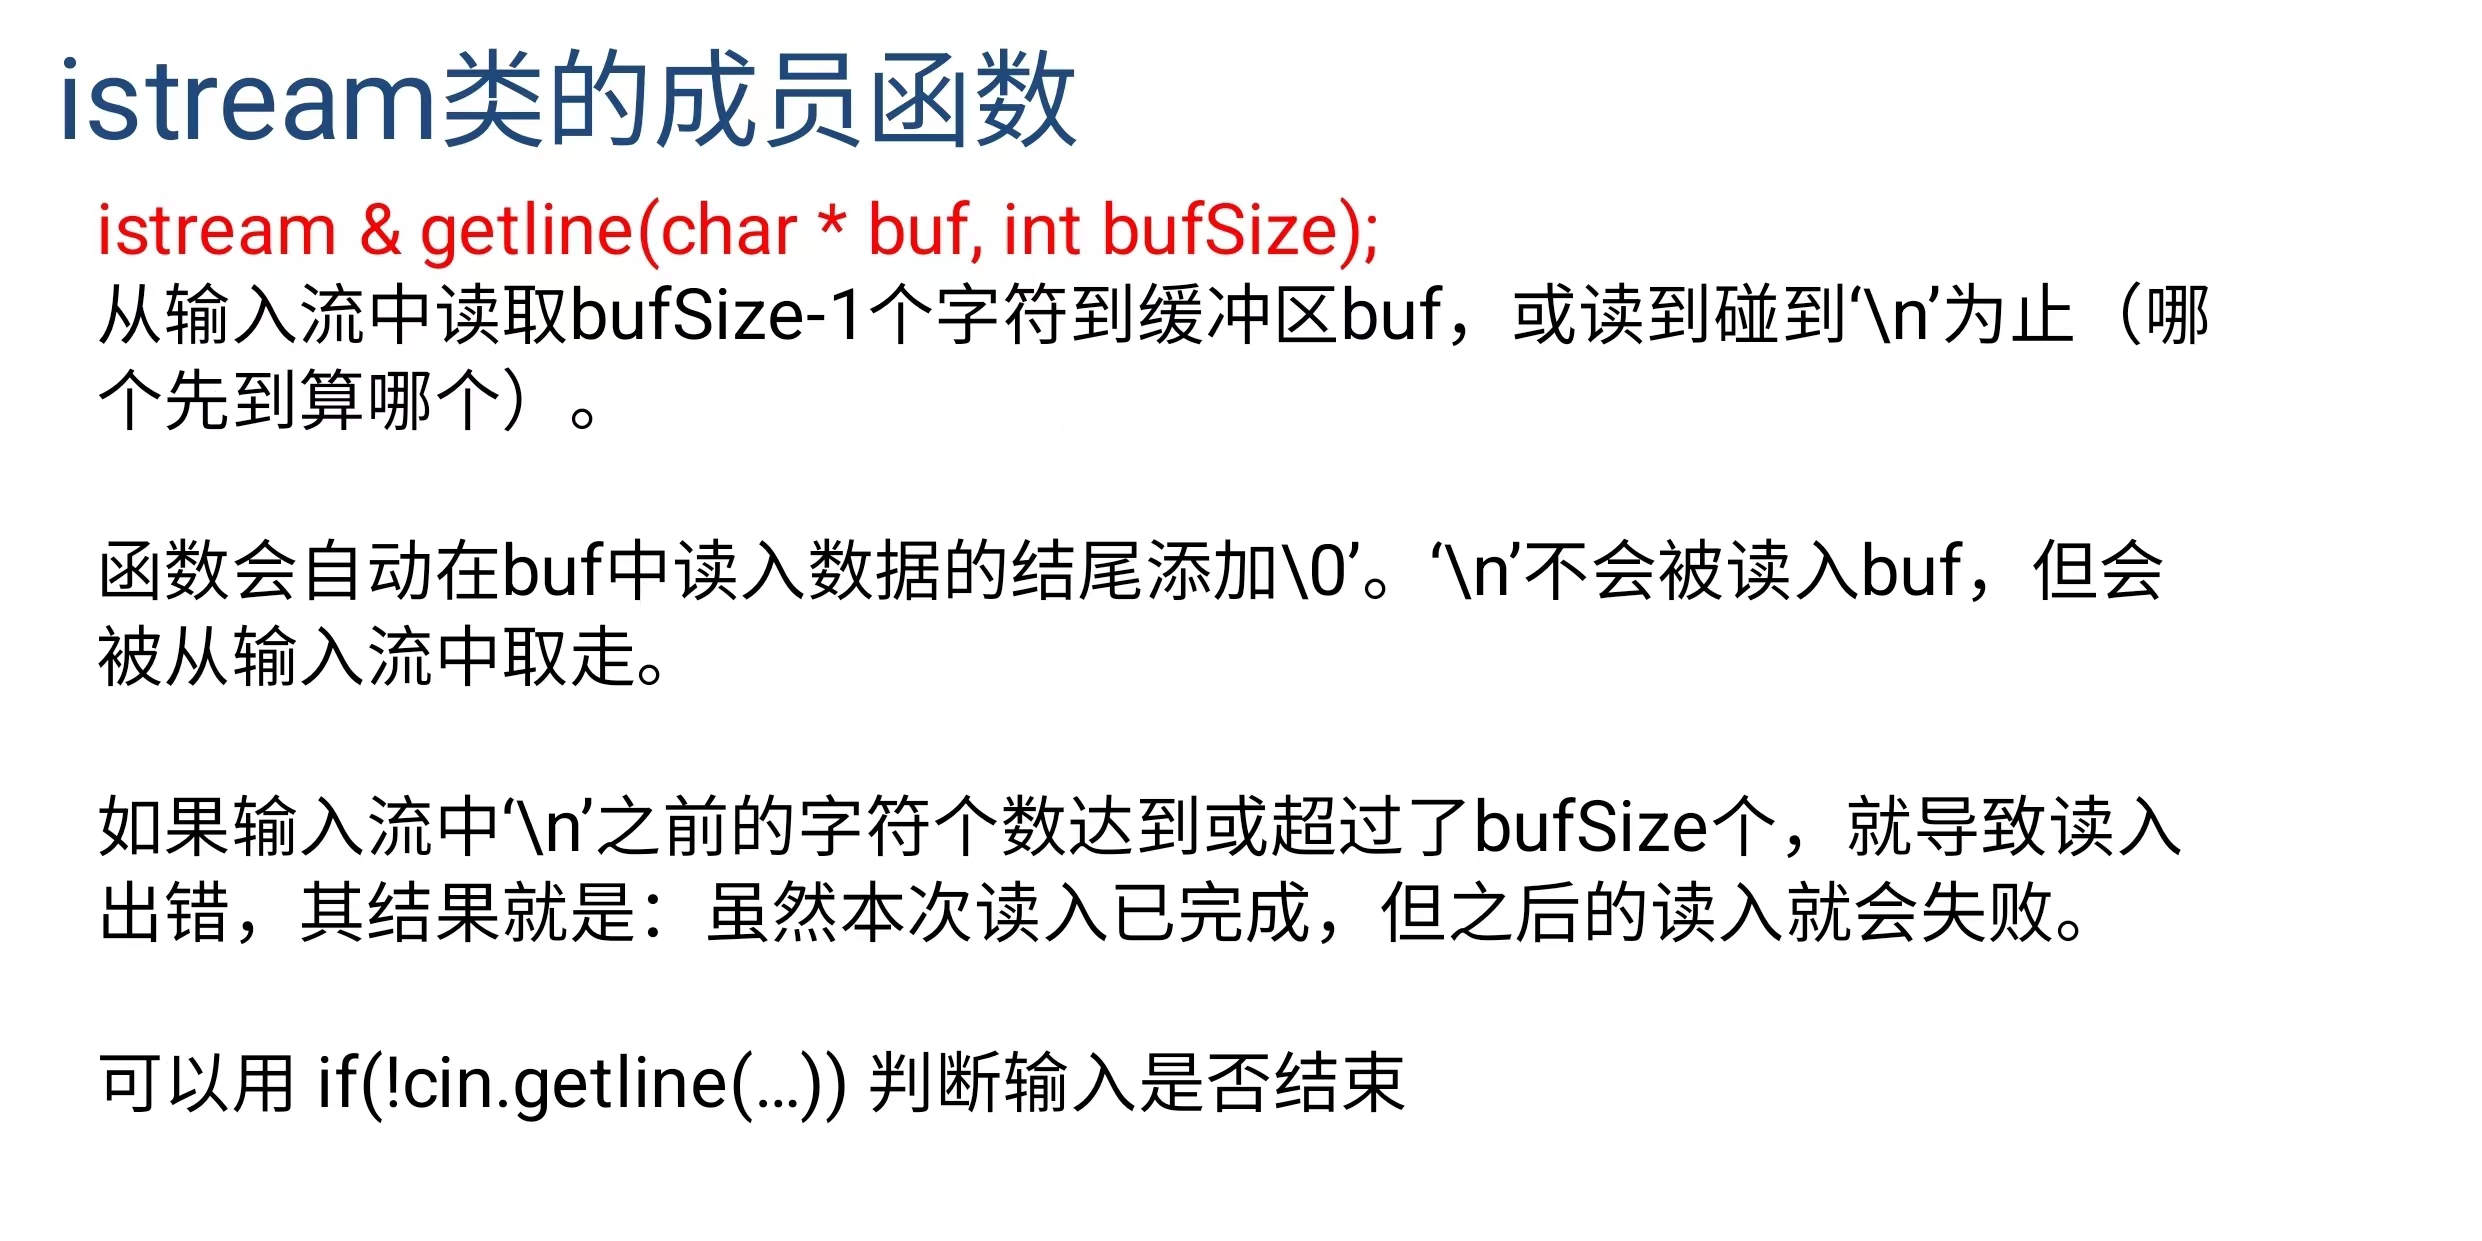 istream类的成员函数
istream & getline(char * buf, int bufSize);
从输入流中读取bufSize-1个字符到缓冲区buf，或读到碰到‘\n’为止（哪
个先到算哪个）。
函数会自动在buf中读入数据的结尾添加\0’。‘\n’不会被读入buf，但会
被从输入流中取走。
如果输入流中‘\n’之前的字符个数达到或超过了bufSize个，就导致读入
出错，其结果就是：虽然本次读入已完成，但之后的读入就会失败。
可以用 if(!cin.getline(…)) 判断输入是否结束